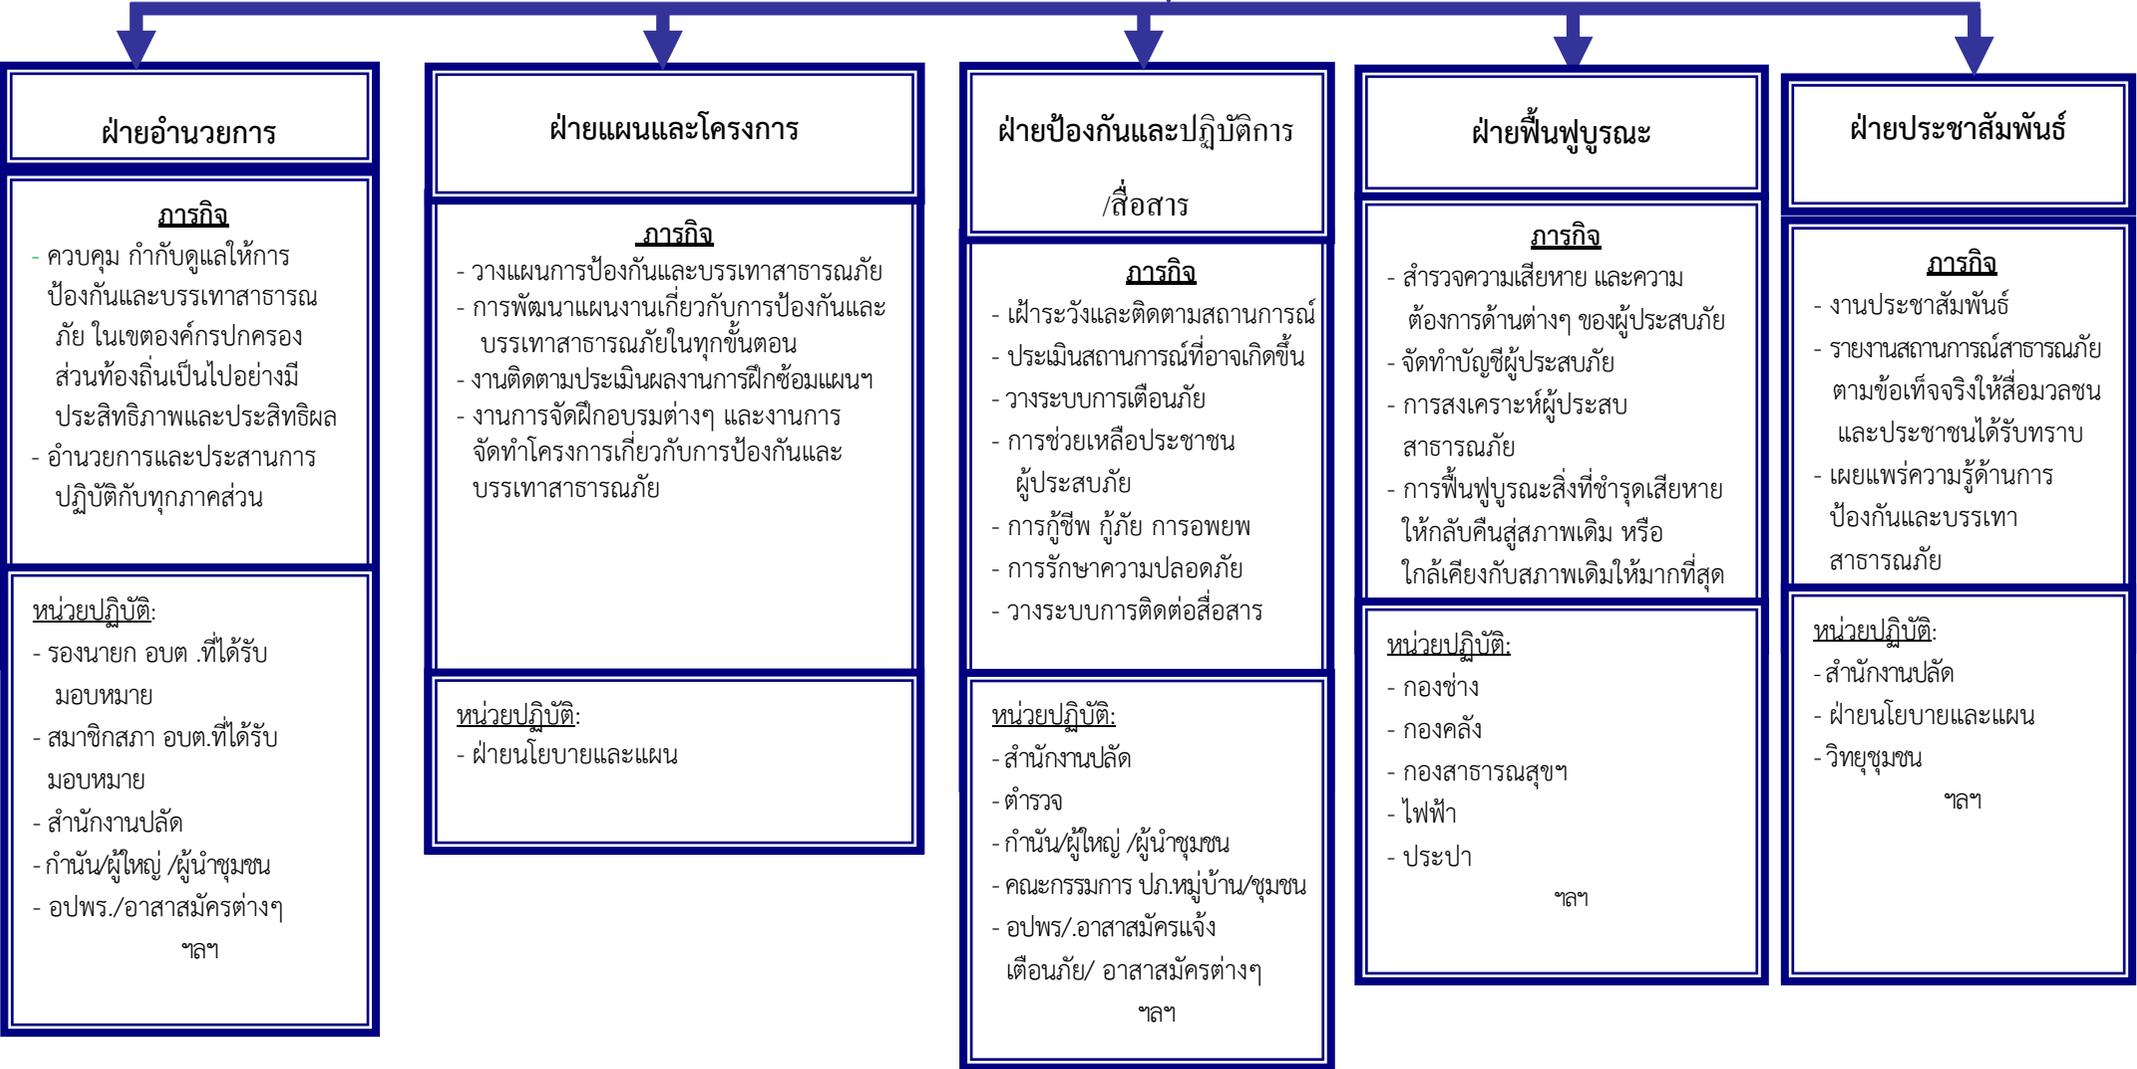 ฝ่ายอำนวยการ
ภารกิจ
- ควบคุม กำกับดูแลให้การ
ป้องกันและบรรเทาสาธารณ
ภัย ในเขตองค์กรปกครอง
ส่วนท้องถิ่นเป็นไปอย่างมี
ประสิทธิภาพและประสิทธิผล
- อำนวยการและประสานการ
ปฏิบัติกับทุกภาคส่วน
หน่วยปฏิบัติ:
- รองนายก อบต .ที่ได้รับ
มอบหมาย
- สมาชิกสภา อบต.ที่ได้รับ
มอบหมาย
- สำนักงานปลัด
- กำนัน/ผู้ใหญ่ /ผู้นำชุมชน
- อปพร./อาสาสมัครต่างๆ
ฯลฯ
ฝ่ายแผนและโครงการ
ภารกิจ
- วางแผนการป้องกันและบรรเทาสาธารณภัย
- การพัฒนาแผนงานเกี่ยวกับการป้องกันและ
บรรเทาสาธารณภัยในทุกขั้นตอน
- งานติดตามประเมินผลงานการฝึกซ้อมแผนฯ
- งานการจัดฝึกอบรมต่างๆ และงานการ
จัดทำโครงการเกี่ยวกับการป้องกันและ
บรรเทาสาธารณภัย
หน่วยปฏิบัติ:
- ฝ่ายนโยบายและแผน
ฝ่ายป้องกันและปฏิบัติการ
/สื่อสาร
ภารกิจ
- เฝ้าระวังและติดตามสถานการณ์
- ประเมินสถานการณ์ที่อาจเกิดขึ้น
- วางระบบการเตือนภัย
- การช่วยเหลือประชาชน
ผู้ประสบภัย
- การกู้ชีพ กู้ภัย การอพยพ
- การรักษาความปลอดภัย
- วางระบบการติดต่อสื่อสาร
หน่วยปฏิบัติ:
- สำนักงานปลัด
- ตำรวจ
- กำนัน/ผู้ใหญ่ /ผู้นำชุมชน
- คณะกรรมการ ปภ.หมู่บ้าน/ชุมชน
- อปพร/.อาสาสมัครแจ้ง
เตือนภัย/ อาสาสมัครต่างๆ
ฯลฯ
ฝ่ายฟื้นฟูบูรณะ
ภารกิจ
- สำรวจความเสียหาย และความ
ต้องการด้านต่างๆ ของผู้ประสบภัย
- จัดทำบัญชีผู้ประสบภัย
- การสงเคราะห์ผู้ประสบ
สาธารณภัย
- การฟื้นฟูบูรณะสิ่งที่ชำรุดเสียหาย
ให้กลับคืนสู่สภาพเดิม หรือ
ใกล้เคียงกับสภาพเดิมให้มากที่สุด
หน่วยปฏิบัติ:
- กองช่าง
- กองคลัง
- กองสาธารณสุขฯ
- ไฟฟ้า
- ประปา
ฯลฯ
ฝ่ายประชาสัมพันธ์
ภารกิจ
- งานประชาสัมพันธ์
- รายงานสถานการณ์สาธารณภัย
ตามข้อเท็จจริงให้สื่อมวลชน
และประชาชนได้รับทราบ
- เผยแพร่ความรู้ด้านการ
ป้องกันและบรรเทา
สาธารณภัย
หน่วยปฏิบัติ:
- สำนักงานปลัด
- ฝ่ายนโยบายและแผน
- วิทยุชุมชน
ฯลฯ